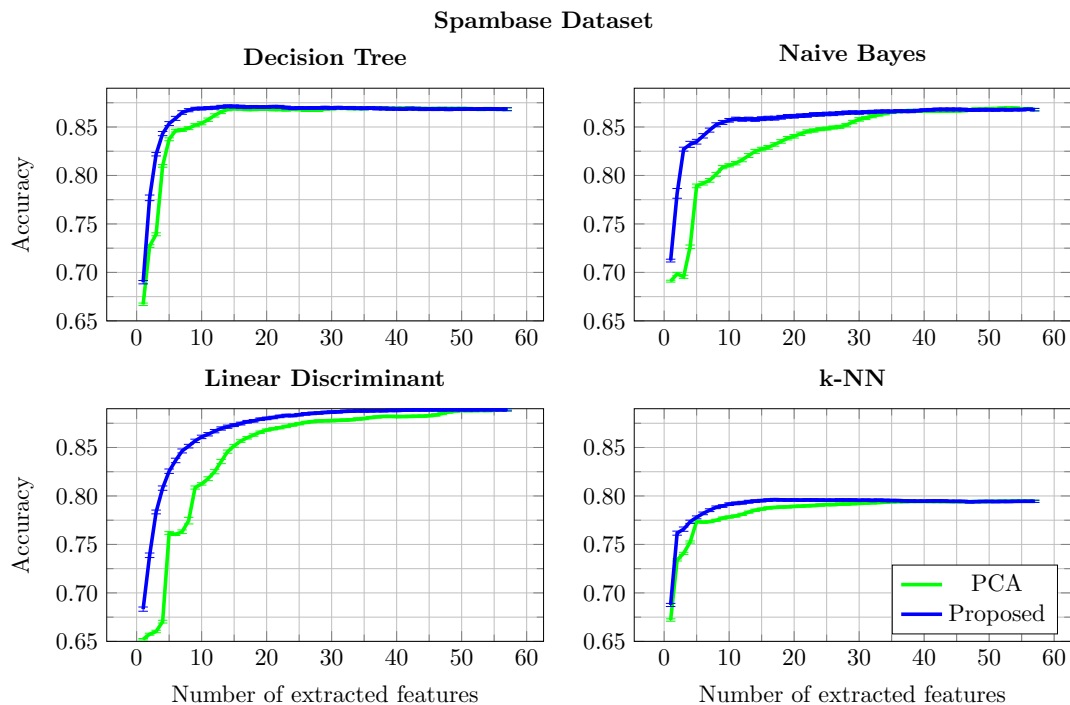 Spambase Dataset
Decision Tree
0.85
0.80
0.75
0.70
0.65
Accuracy
0 10 20 30 40 50 60
Naive Bayes
0.85
0.80
0.75
0.70
0.65
0 10 20 30 40 50 60
Linear Discriminant
0.85
0.80
0.75
0.70
0.65
Accuracy
0 10 20 30 40 50 60
Number of extracted features
k-NN
0.85
0.80
0.75
0.70
0.65
PCA
Proposed
0 10 20 30 40 50 60
Number of extracted features